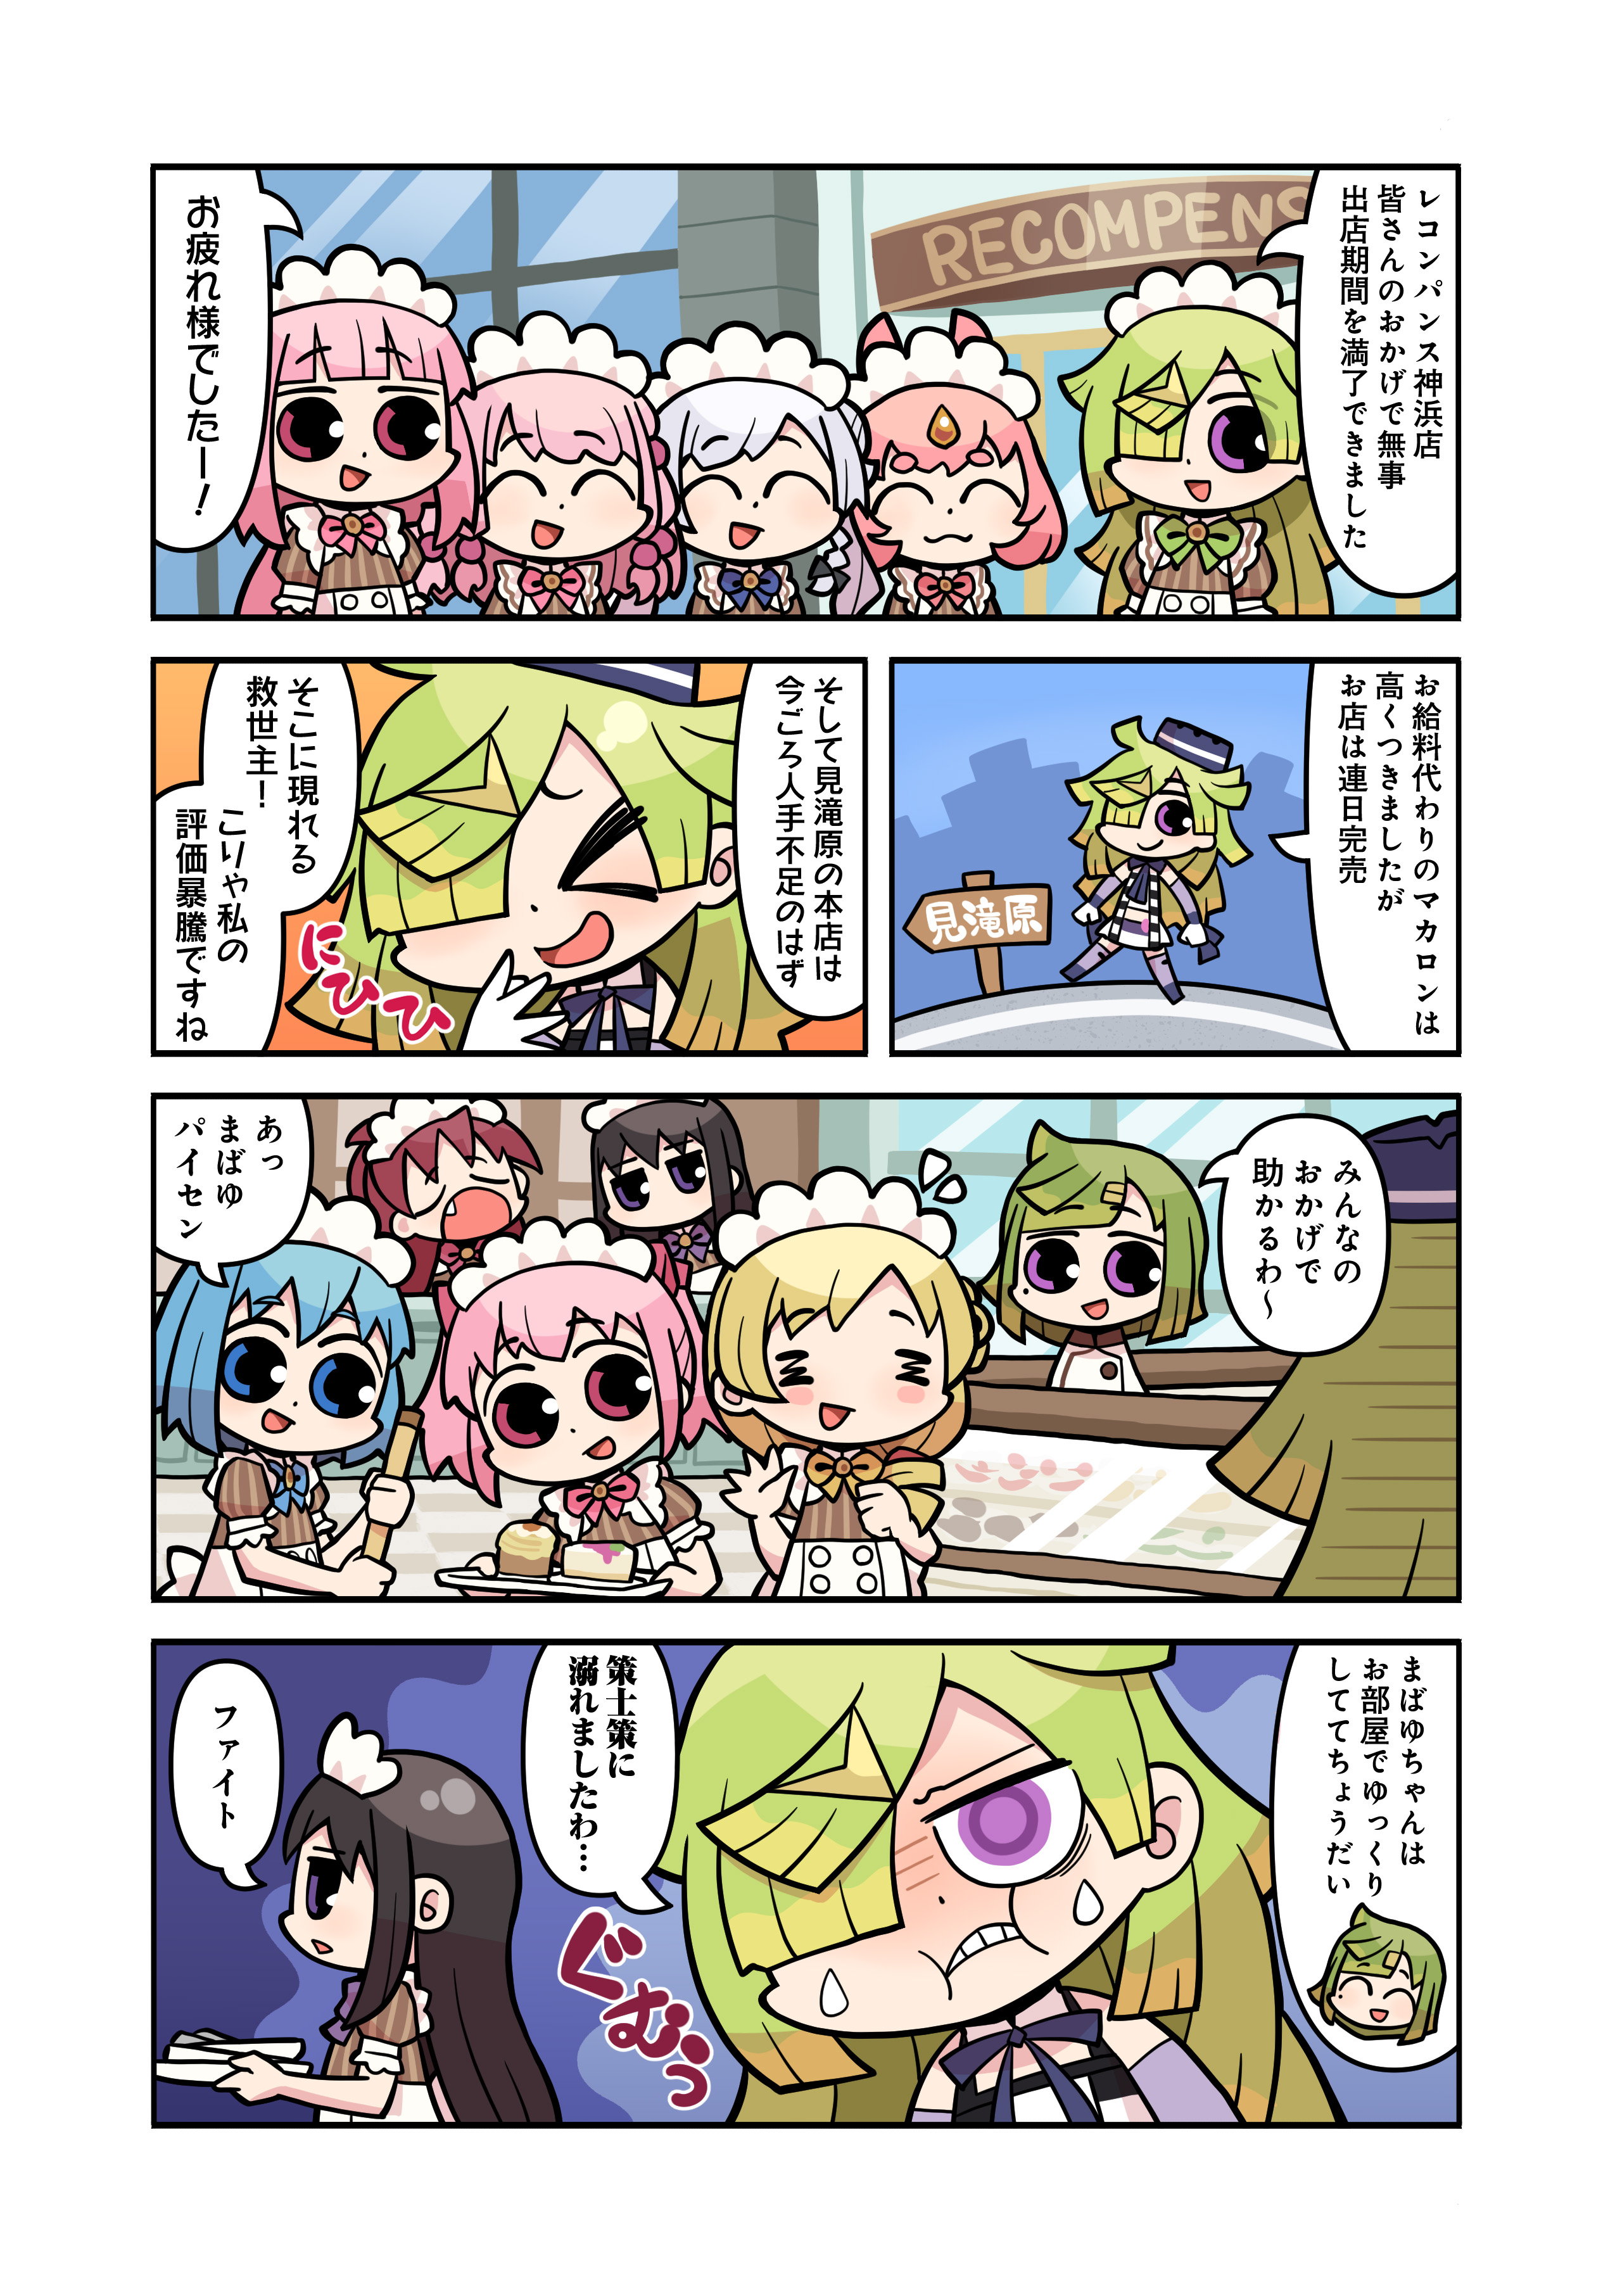 レコンパンス神浜店
皆さんのおかげで無事
出店期間を満了できました
RECOMPENS
お疲れ様でしたー！
お給料代わりのマカロンは
高くつきましたが
お店は連日完売
見滝原
そして見滝原の本店は
今ごろ人手不足のはず
そこに現れる
救世主！
こりゃ私の
評価暴騰ですね
にひひ
みんなの
おかげで
助かるわ〜
あっ
まばゆ
パイセン
まばゆちゃんは
お部屋でゆっくり
しててちょうだい
策士策に
溺れましたわ…
ぐむぅっ
ファイト